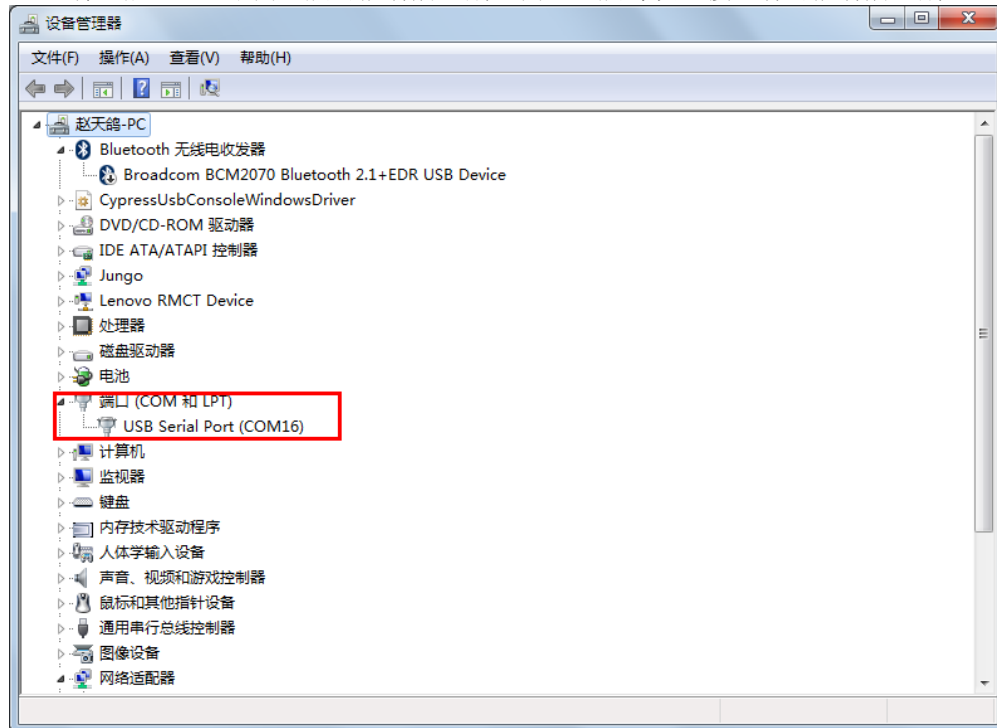 设备管理器
文件(F) 操作(A) 查看(V) 帮助(H)
赵天鸽-PC
Bluetooth 无线电收发器
Broadcom BCM2070 Bluetooth 2.1+EDR USB Device
CypressUsbConsoleWindowsDriver
DVD/CD-ROM 驱动器
IDE ATA/ATAPI 控制器
Jungo
Lenovo RMCT Device
处理器
磁盘驱动器
电池
端口 (COM 和 LPT)
USB Serial Port (COM16)
计算机
监视器
键盘
内存技术驱动程序
人体学输入设备
声音、视频和游戏控制器
鼠标和其他指针设备
通用串行总线控制器
图像设备
网络适配器